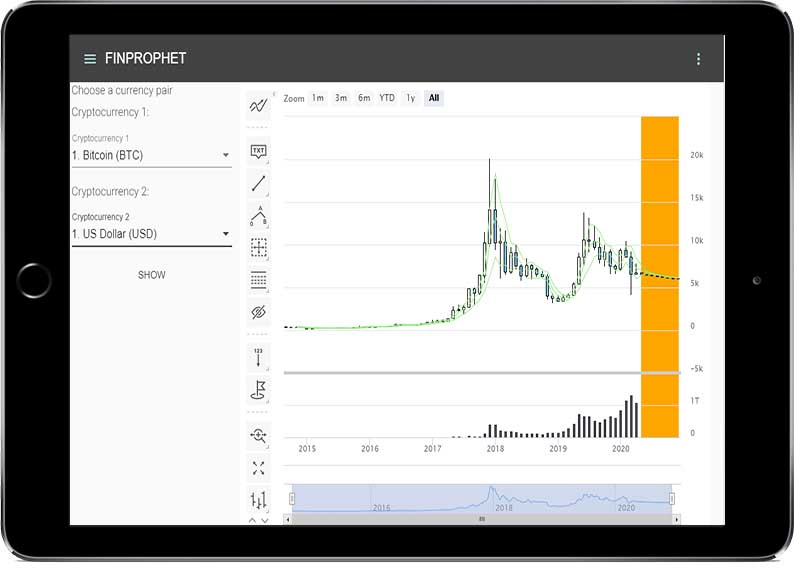 FINPROPHET
Choose a currency pair
Cryptocurrency 1:
Cryptocurrency 1
1. Bitcoin (BTC)
Cryptocurrency 2:
Cryptocurrency 2
1. US Dollar (USD)
SHOW
TXT
A
0
B
123
Zoom 1m 3m 6m YTD 1y All
20k
15k
10k
5k
0
-5k
1T
0
2015 2016 2017 2018 2019 2020
2016 2018 2020